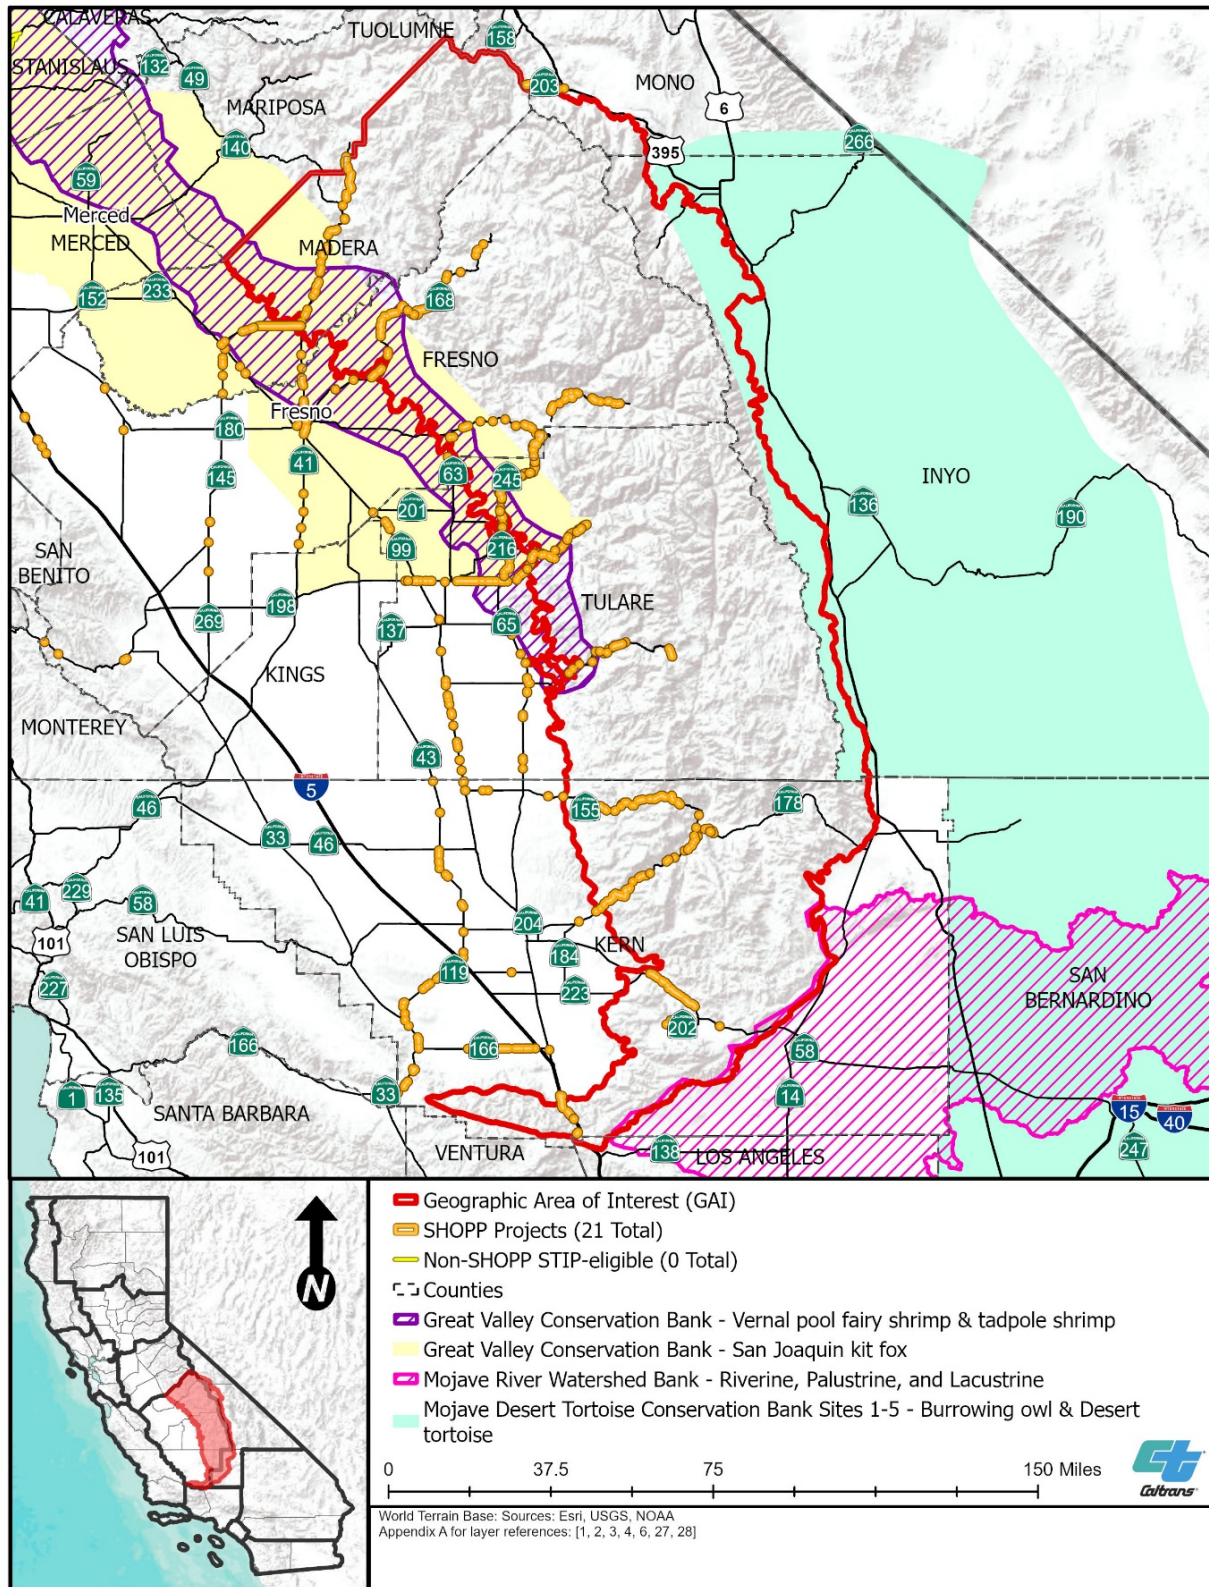 CALAVERAS
TUOLUMNE
158
STANISLAUS
132
49
203
MONO
MARIPOSA
6
140
395
266
59
Merced
MERCED
MADERA
152
233
168
FRESNO
Fresno
180
41
63
245
INYO
145
201
136
190
SAN
BENITO
99
216
TULARE
198
269
137
65
KINGS
MONTEREY
43
5
46
155
178
33
46
41
229
58
204
101
SAN LUIS
OBISPO
KERN
184
119
223
SAN
BERNARDINO
227
202
166
166
58
1
135
33
14
15
40
SANTA BARBARA
101
VENTURA
138
LOS ANGELES
247
N
Geographic Area of Interest (GAI)
SHOPP Projects (21 Total)
Non-SHOPP STIP-eligible (0 Total)
Counties
Great Valley Conservation Bank - Vernal pool fairy shrimp & tadpole shrimp
Great Valley Conservation Bank - San Joaquin kit fox
Mojave River Watershed Bank - Riverine, Palustrine, and Lacustrine
Mojave Desert Tortoise Conservation Bank Sites 1-5 - Burrowing owl & Desert
tortoise
0 37.5 75 150 Miles
Caltrans
World Terrain Base: Sources: Esri, USGS, NOAA
Appendix A for layer references: [1, 2, 3, 4, 6, 27, 28]